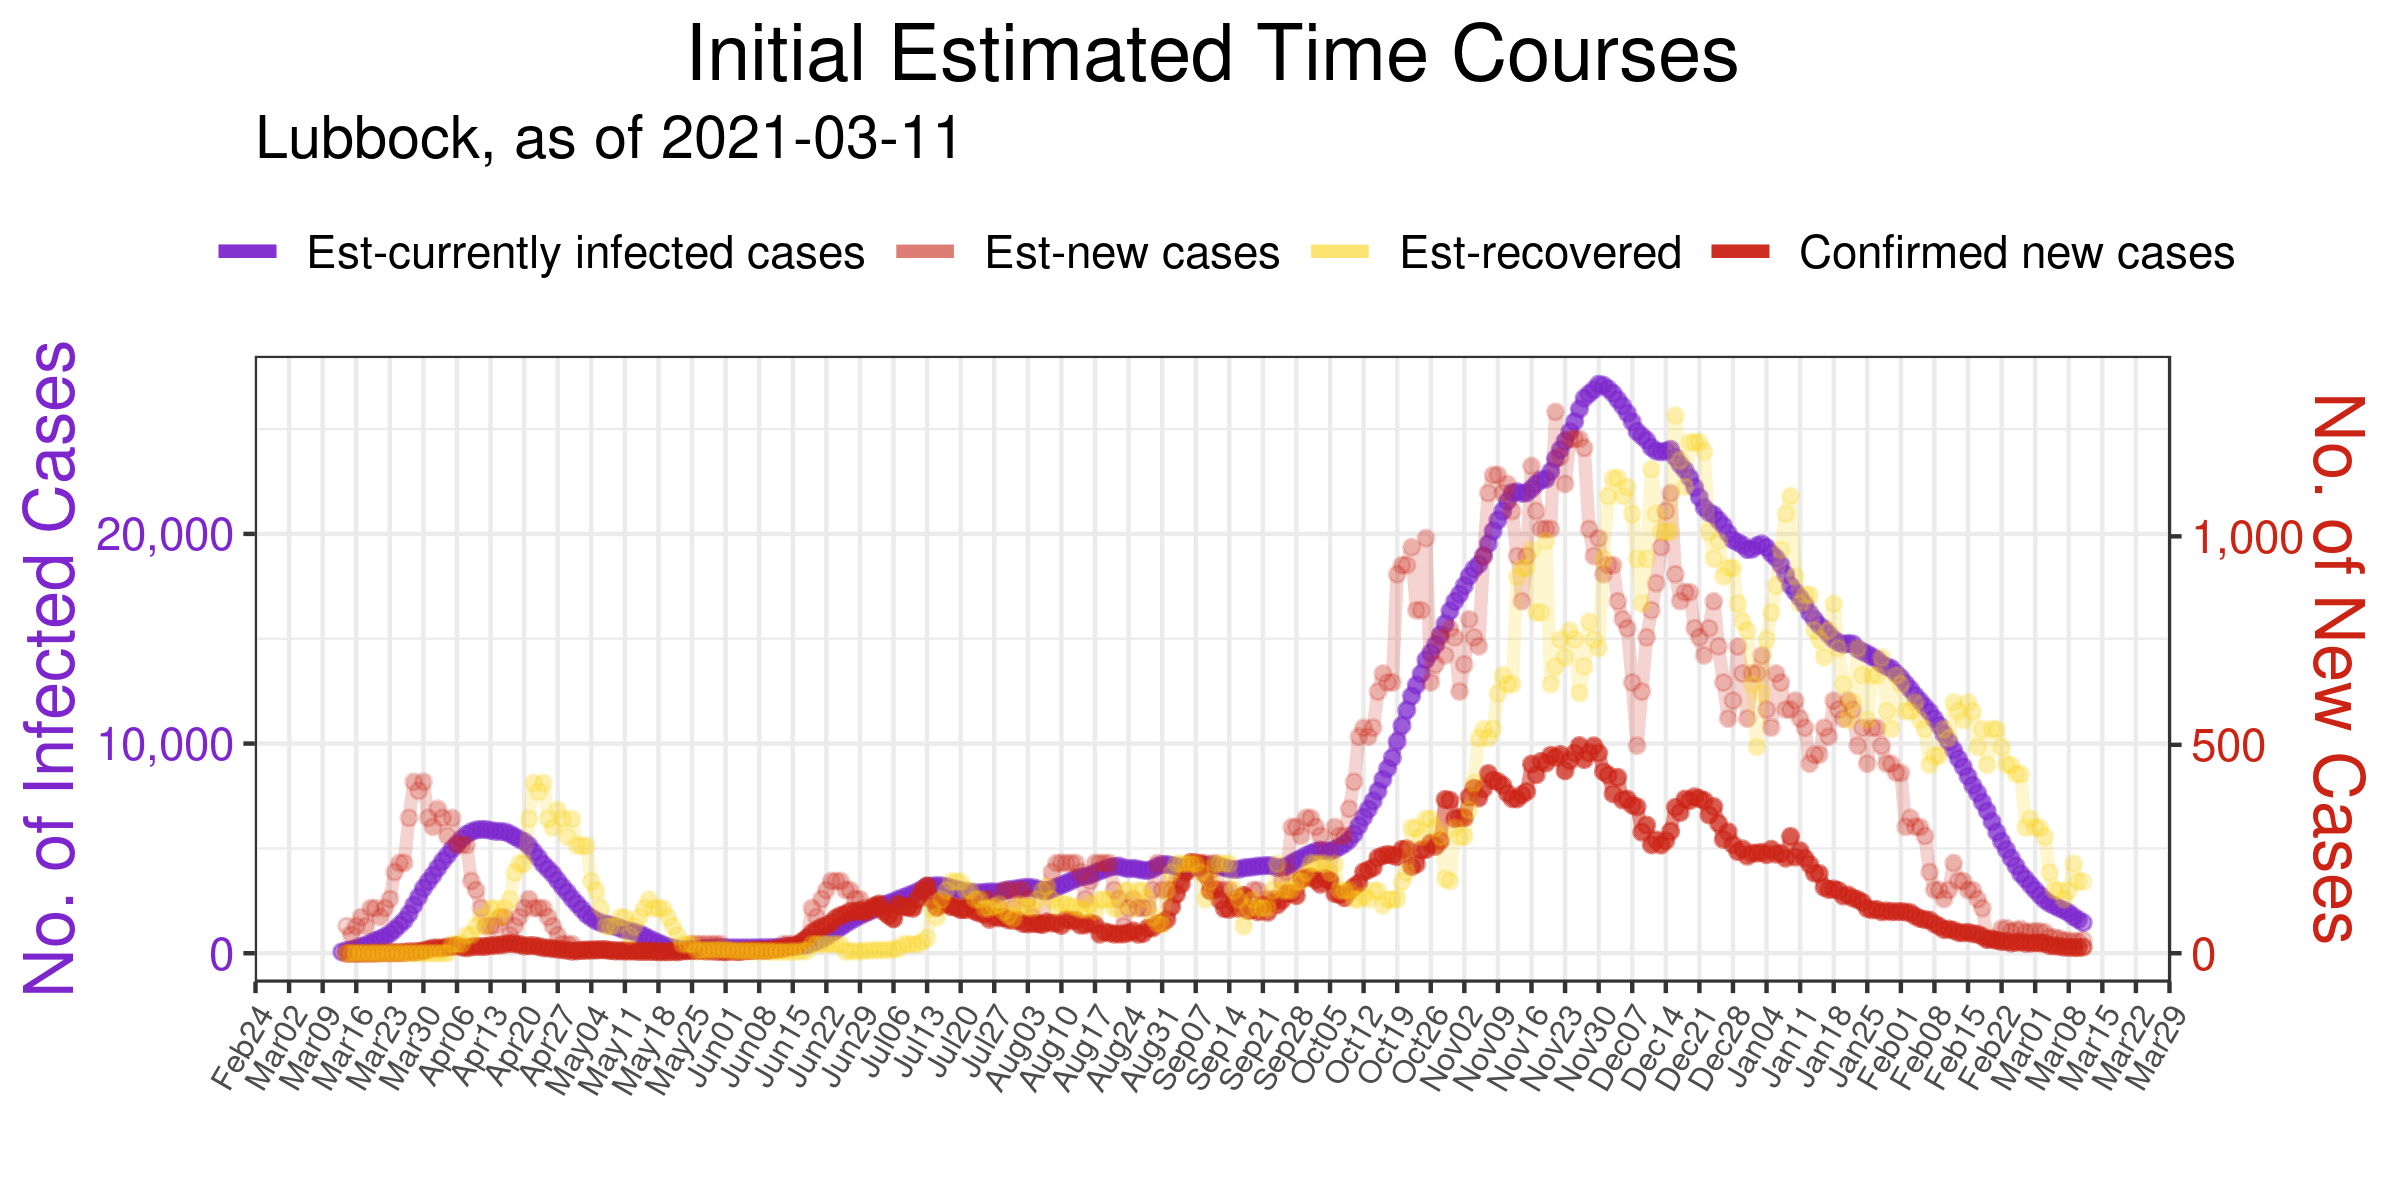 Initial Estimated Time Courses
Lubbock, as of 2021-03-11
Est-currently infected cases Est-new cases Est-recovered Confirmed new cases
No. of Infected Cases
20,000
10,000
0
1,000
500
0
No. of New Cases
Feb24 Mar02 Mar09 Mar16 Mar23 Mar30 Apr06 Apr13 Apr20 Apr27 May04 May11 May18 May25 Jun01 Jun08 Jun15 Jun22 Jun29 Jul06 Jul13 Jul20 Jul27 Aug03 Aug10 Aug17 Aug24 Aug31 Sep07 Sep14 Sep21 Sep28 Oct05 Oct12 Oct19 Oct26 Nov02 Nov09 Nov16 Nov23 Nov30 Dec07 Dec14 Dec21 Dec28 Jan04 Jan11 Jan18 Jan25 Feb01 Feb08 Feb15 Feb22 Mar01 Mar08 Mar15 Mar22 Mar29